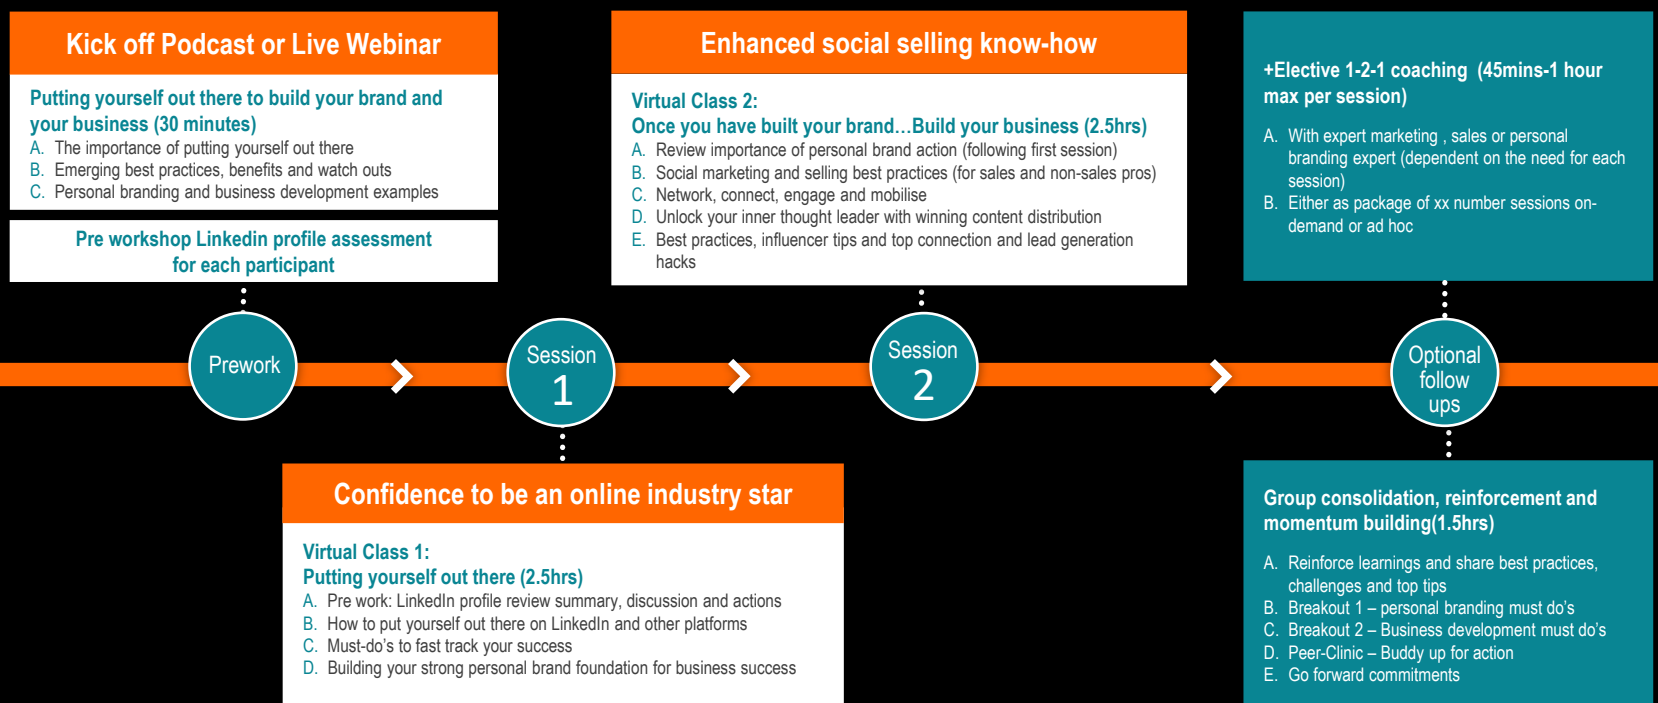 Kick off Podcast or Live Webinar
Putting yourself out there to build your brand and
your business (30 minutes)
A. The importance of putting yourself out there
B. Emerging best practices, benefits and watch outs
C. Personal branding and business development examples
Pre workshop Linkedin profile assessment
for each participant
Enhanced social selling know-how
Virtual Class 2:
Once you have built your brand…Build your business (2.5hrs)
A. Review importance of personal brand action (following first session)
B. Social marketing and selling best practices (for sales and non-sales pros)
C. Network, connect, engage and mobilise
D. Unlock your inner thought leader with winning content distribution
E. Best practices, influencer tips and top connection and lead generation
hacks
+Elective 1-2-1 coaching (45mins-1 hour
max per session)
A. With expert marketing , sales or personal
branding expert (dependent on the need for each
session)
B. Either as package of xx number sessions on-
demand or ad hoc
Prework
Session
1
Session
2
Optional
follow
ups
Confidence to be an online industry star
Virtual Class 1:
Putting yourself out there (2.5hrs)
A. Pre work: LinkedIn profile review summary, discussion and actions
B. How to put yourself out there on LinkedIn and other platforms
C. Must-do's to fast track your success
D. Building your strong personal brand foundation for business success
Group consolidation, reinforcement and
momentum building(1.5hrs)
A. Reinforce learnings and share best practices,
challenges and top tips
B. Breakout 1 – personal branding must do's
C. Breakout 2 – Business development must do's
D. Peer-Clinic – Buddy up for action
E. Go forward commitments